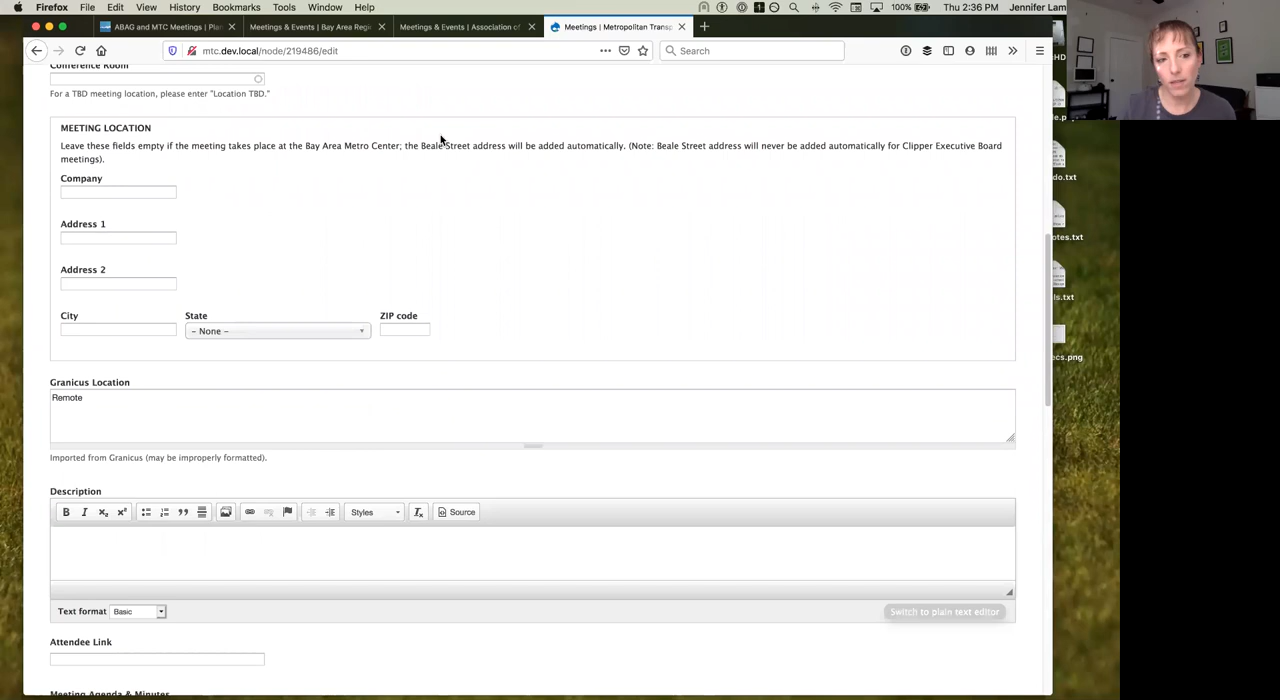 Firefox File Edit View History Bookmarks Tools Window Help 100% Thu 2:36 PM Jennifer Lam
ABAG and MTC Meetings | Pla
Meetings & Events | Bay Area Regi
Meetings & Events | Association of
Meetings | Metropolitan Transp
mtc.dev.local/node/219486/edit
Search
Conference Room
For a TBD meeting location, please enter "Location TBD."
MEETING LOCATION
Leave these fields empty if the meeting takes place at the Bay Area Metro Center; the Beale Street address will be added automatically. (Note: Beale Street address will never be added automatically for Clipper Executive Board
meetings).
Company
Address 1
Address 2
City State ZIP code
- None -
Granicus Location
Remote
Imported from Granicus (may be improperly formatted).
Description
Styles Source
Text format Basic Switch to plain text editor
Attendee Link
Meeting Agenda & Minutes
HD
le.p
do.txt
otes.txt
ls.txt
ecs.png